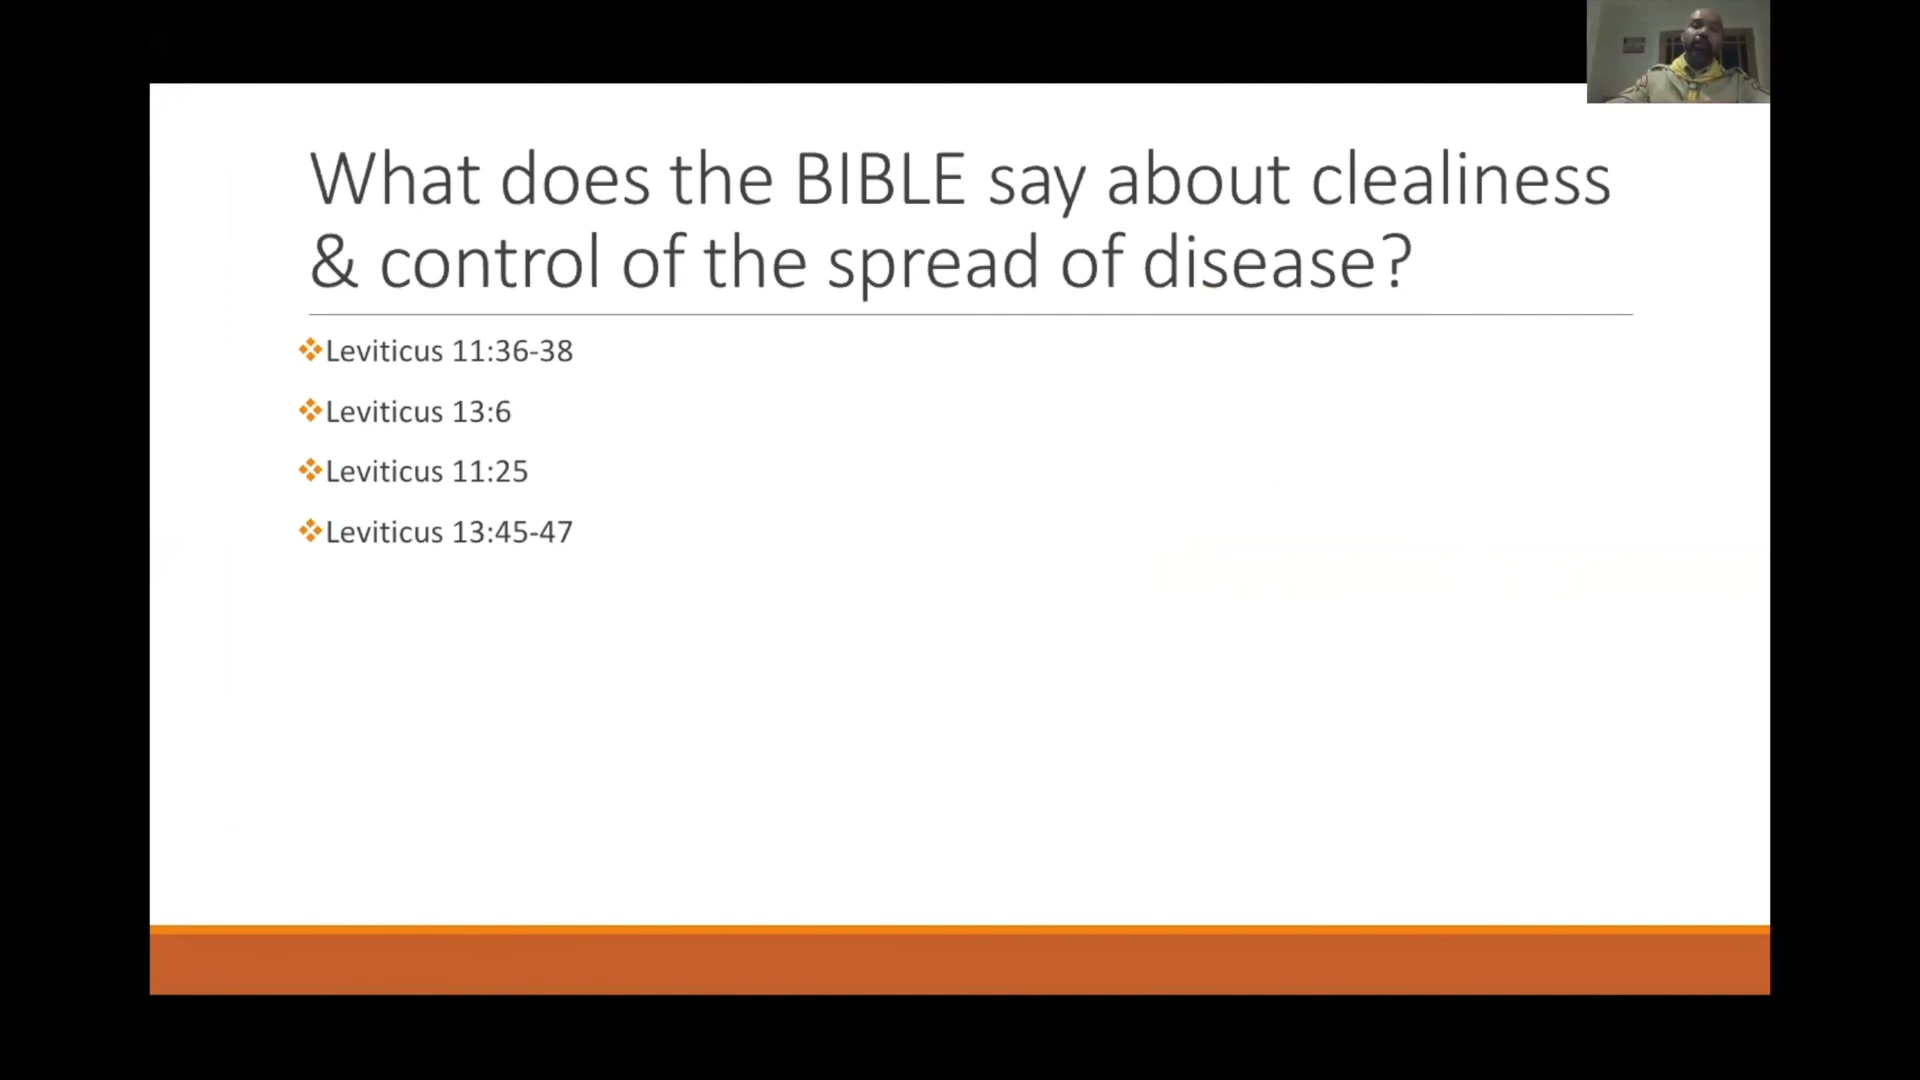 What does the BIBLE say about clealiness
& control of the spread of disease?
Leviticus 11:36-38
Leviticus 13:6
Leviticus 11:25
Leviticus 13:45-47